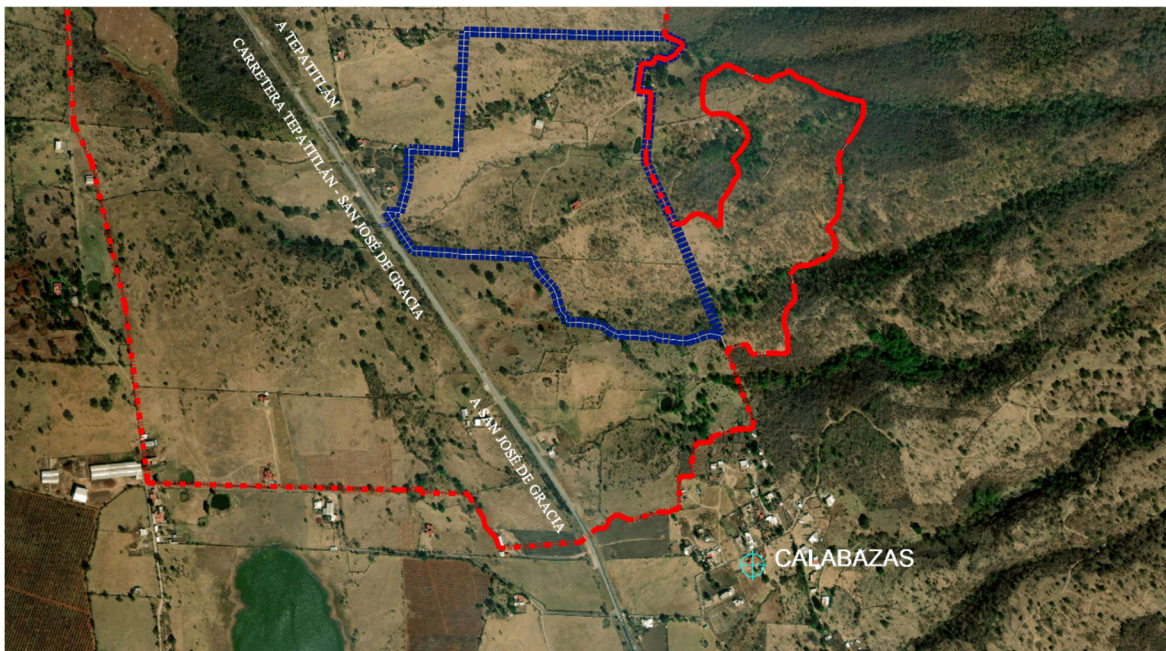 A TEPATITLÁN
CARRETERA TEPATITLÁN - SAN JOSÉ DE GRACIA
A SAN JOSÉ DE GRACIA
CALABAZAS